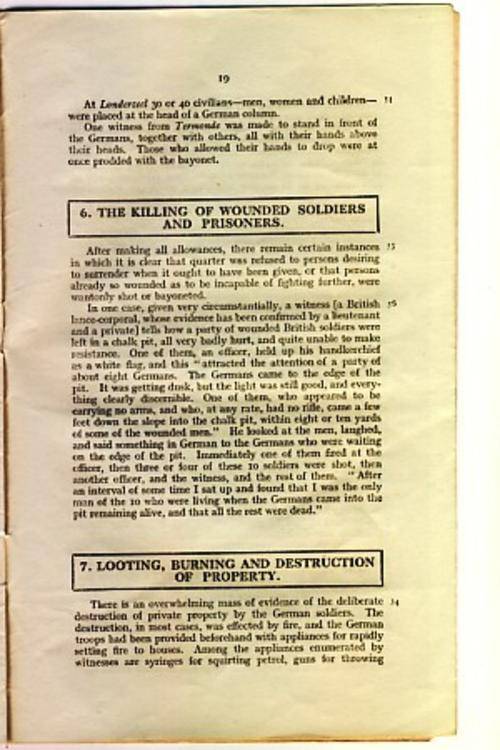 19
At Londerzeel 30 or 40 civilians—men, women and children— 21
were placed at the head of a German column.
One witness from Termonde was made to stand in front of
the Germans, together with others, all with their hands above
their heads. Those who allowed their hands to drop were at
once prodded with the bayonet.
6. THE KILLING OF WOUNDED SOLDIERS
AND PRISONERS.
After making all allowances, there remain certain instances
in which it is clear that quarter was refused to persons desiring
to surrender when it ought to have been given, or that persons
already so wounded as to be incapable of fighting further, were
wantonly shot or bayoneted.
In one case, given very circumstantially, a witness [a British
lance-corporal, whose evidence has been confirmed by a lieutenant
and a private] tells how a party of wounded British soldiers were
left in a chalk pit, all very badly hurt, and quite unable to make
resistance. One of them, an officer, held up his handkerchief
as a white flag, and this "attracted the attention of a party of
about eight Germans. The Germans came to the edge of the
pit. It was getting dusk, but the light was still good, and every-
thing clearly discernable. One of them, who appeared to be
carrying no arms, and who, at any rate, had no rifle, came a few
feet down the slope into the chalk pit, within eight or ten yards
of some of the wounded men." He looked at the men, laughed,
and said something in German to the Germans who were waiting
on the edge of the pit. Immediately one of them fired at the
officer, then three or four of these 10 soldiers were shot, then
another officer, and the witness, and the rest of them. "After
an interval of some time I sat up and found that I was the only
man of the 10 who were living when the Germans came into the
pit remaining alive, and that all the rest were dead."
7. LOOTING, BURNING AND DESTRUCTION
OF PROPERTY.
There is an overwhelming mass of evidence of the deliberate 24
destruction of private property by the German soldiers. The
destruction, in most cases, was effected by fire, and the German
troops had been provided beforehand with appliances for rapidly
setting fire to houses. Among the appliances enumerated by
witnesses are syringes for squirting petrol, guns for throwing